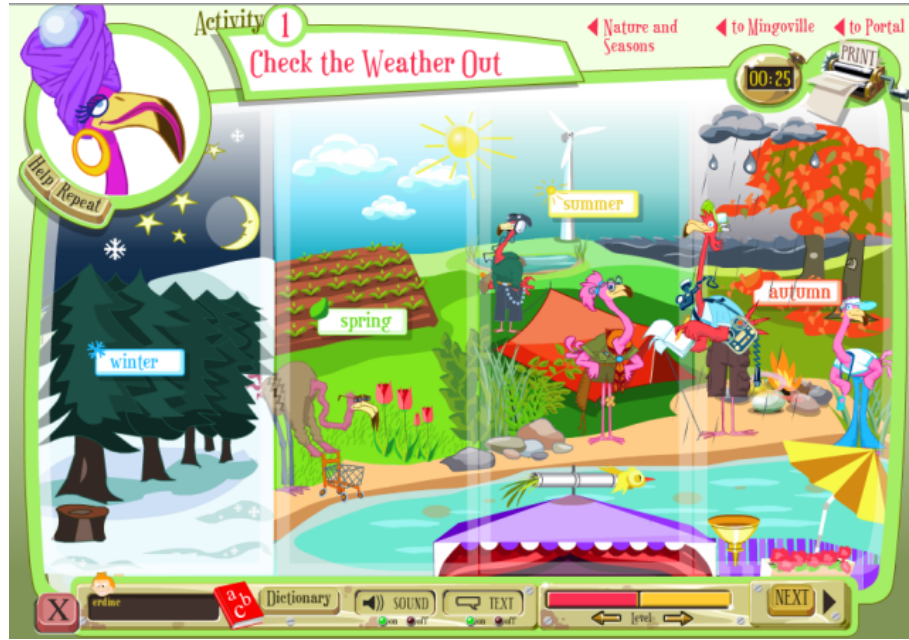 Activity 1
Check the Weather Out
Nature and
Seasons
to Mingoville
to Portal
00:25
PRINT
Help
Repeat
summer
autumn
spring
winter
X
erdinc
a
b
c
Dictionary
SOUND
on
off
TEXT
on
off
Level
NEXT